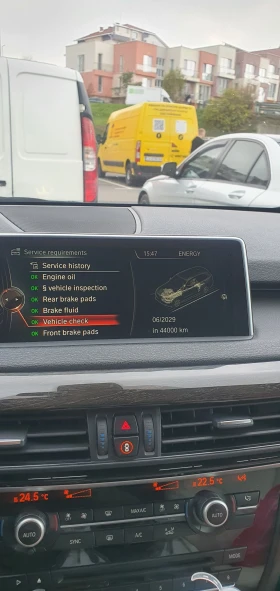 Service requirements
15:47
ENERGY
Service history
OK Engine oil
OK § vehicle inspection
OK Rear brake pads
OK Brake fluid
OK Vehicle check
OK Front brake pads
06/2029
in 44000 km
24.5 °C
22.5 °C
AUTO
MAX A/C
AUTO
SYNC
A/C